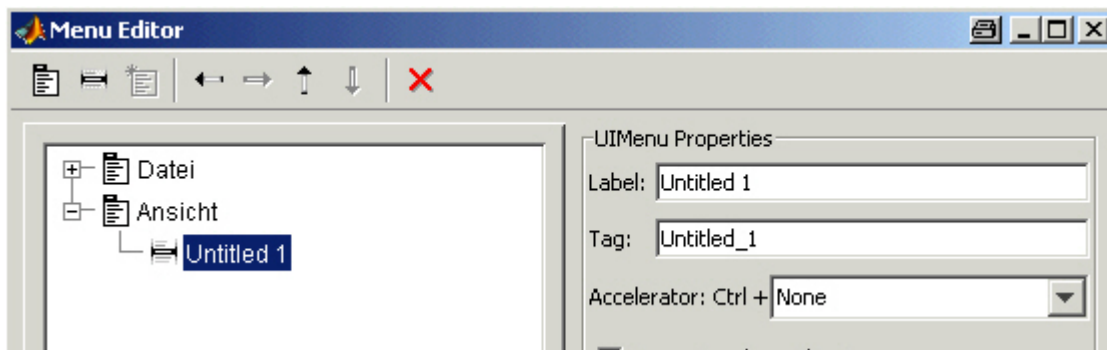 Menu Editor
UIMenu Properties
Datei
Label: Untitled 1
Ansicht
Tag: Untitled_1
Untitled 1
Accelerator: Ctrl + None